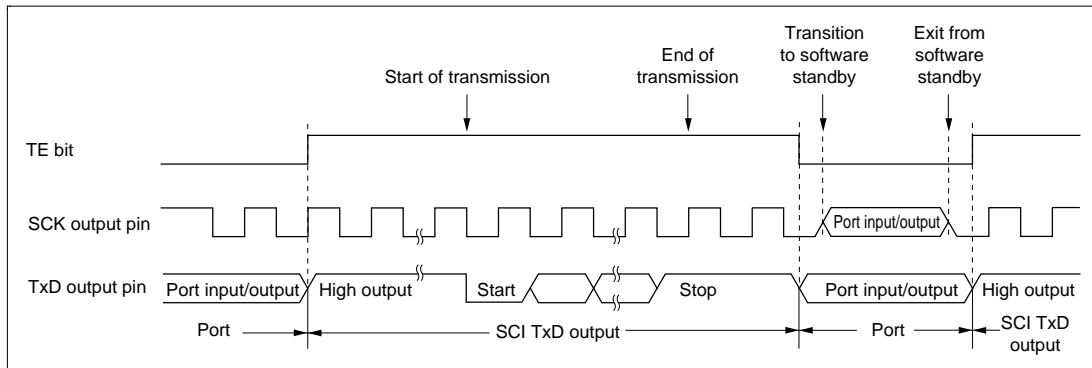 Transition
to software
standby
Exit from
software
standby
End of
transmission
Start of transmission
TE bit
SCK output pin
Port input/output
TxD output pin
Port input/output
High output
Start
Stop
Port input/output
High output
Port
SCI TxD output
Port
SCI TxD
output